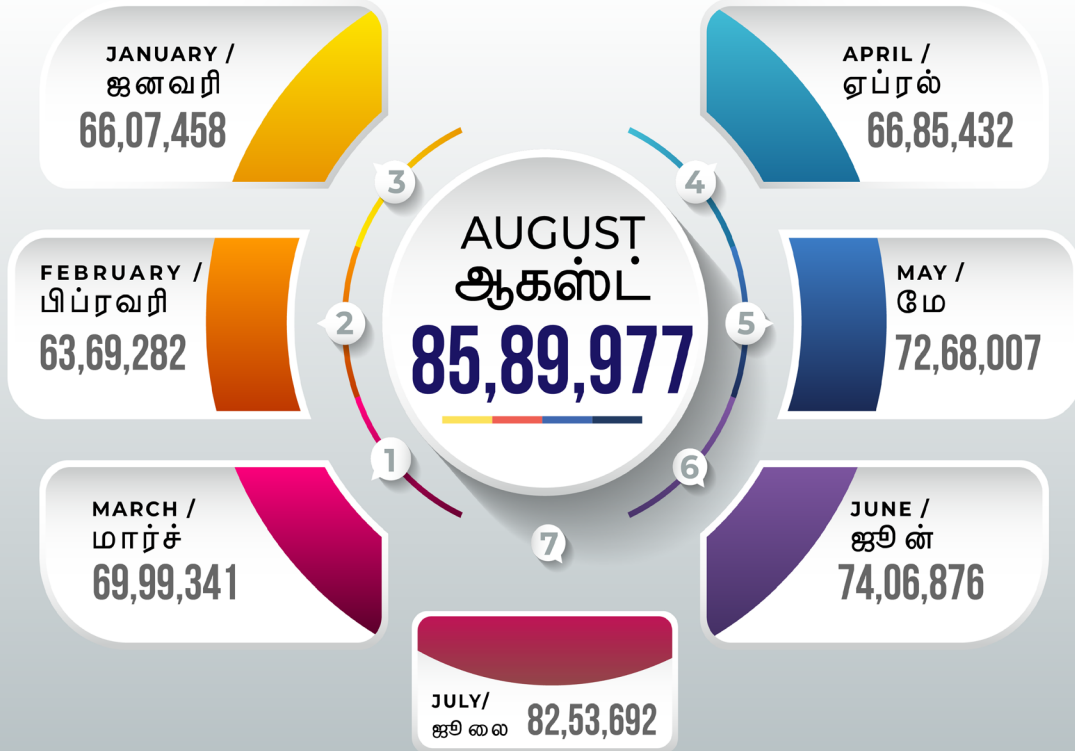 JANUARY /
ஜனவரி
66,07,458
FEBRUARY /
பிப்ரவரி
63,69,282
MARCH /
மார்ச்
69,99,341
3
2
1
AUGUST
ஆகஸ்ட்
85,89,977
4
5
6
7
APRIL /
ஏப்ரல்
66,85,432
MAY /
மே
72,68,007
JUNE /
ஜூன்
74,06,876
JULY/
ஜூலை
82,53,692